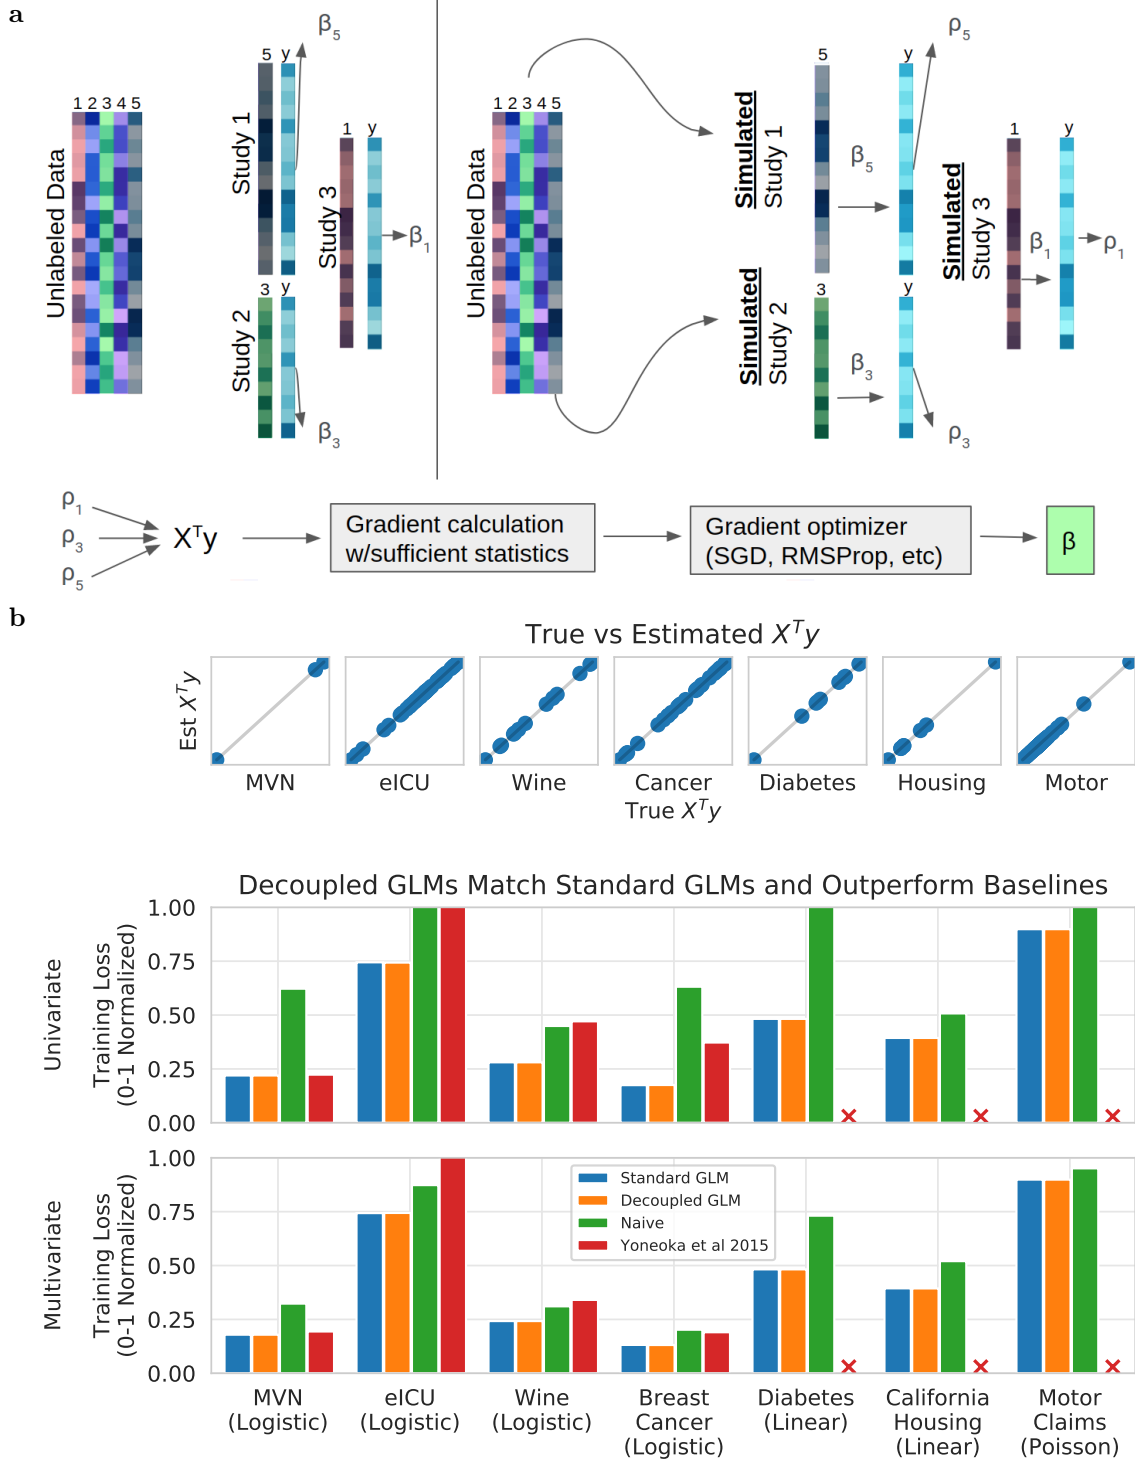 a
Unlabeled Data
1 2 3 4 5
Study 1
5 y
β5
Study 2
3 y
β3
Study 3
1 y
β1
Unlabeled Data
1 2 3 4 5
Simulated
Study 1
5
β5
y
ρ5
Simulated
Study 2
3
β3
y
ρ3
Simulated
Study 3
1
β1
y
ρ1
ρ1
ρ3
ρ5
XTy
Gradient calculation
w/sufficient statistics
Gradient optimizer
(SGD, RMSProp, etc)
β
b
True vs Estimated XTy
Est XTy
MVN eICU Wine Cancer Diabetes Housing Motor
True XTy
Decoupled GLMs Match Standard GLMs and Outperform Baselines
Univariate
Training Loss
(0-1 Normalized)
1.00
0.75
0.50
0.25
0.00
Multivariate
Training Loss
(0-1 Normalized)
1.00
0.75
0.50
0.25
0.00
Standard GLM
Decoupled GLM
Naive
Yoneoka et al 2015
MVN
(Logistic)
eICU
(Logistic)
Wine
(Logistic)
Breast
Cancer
(Logistic)
Diabetes
(Linear)
California
Housing
(Linear)
Motor
Claims
(Poisson)